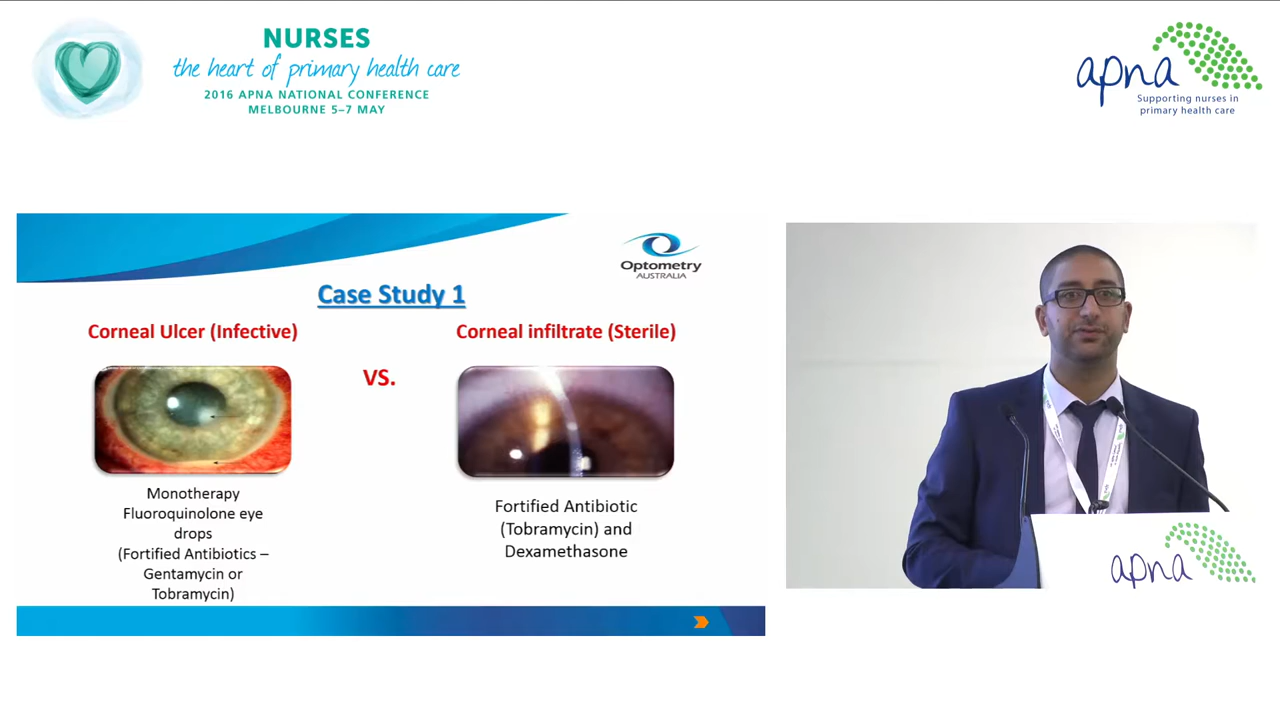 NURSES
the heart of primary health care
2016 APNA NATIONAL CONFERENCE
MELBOURNE 5–7 MAY
apna
Supporting nurses in
primary health care
Optometry
AUSTRALIA
Case Study 1
Corneal Ulcer (Infective)
VS.
Corneal infiltrate (Sterile)
Monotherapy
Fluoroquinolone eye
drops
(Fortified Antibiotics –
Gentamycin or
Tobramycin)
Fortified Antibiotic
(Tobramycin) and
Dexamethasone
apna